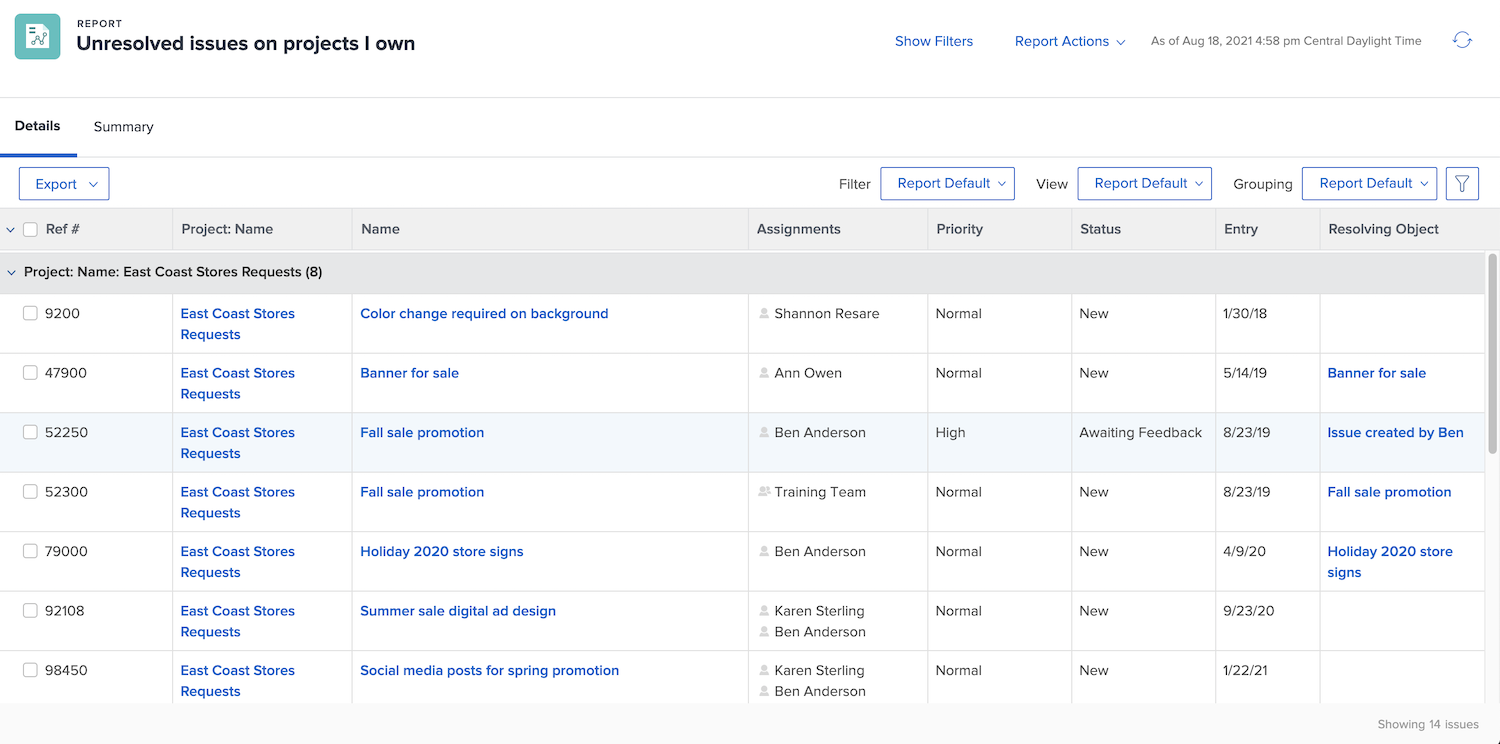 REPORT
Unresolved issues on projects I own
Show Filters Report Actions As of Aug 18, 2021 4:58 pm Central Daylight Time
Details Summary
Export Filter Report Default View Report Default Grouping Report Default
Ref # Project: Name Name Assignments Priority Status Entry Resolving Object
Project: Name: East Coast Stores Requests (8)
9200 East Coast Stores Color change required on background Shannon Resare Normal New 1/30/18
Requests
47900 East Coast Stores Banner for sale Ann Owen Normal New 5/14/19 Banner for sale
Requests
52250 East Coast Stores Fall sale promotion Ben Anderson High Awaiting Feedback 8/23/19 Issue created by Ben
Requests
52300 East Coast Stores Fall sale promotion Training Team Normal New 8/23/19 Fall sale promotion
Requests
79000 East Coast Stores Holiday 2020 store signs Ben Anderson Normal New 4/9/20 Holiday 2020 store
Requests signs
92108 East Coast Stores Summer sale digital ad design Karen Sterling Normal New 9/23/20
Requests Ben Anderson
98450 East Coast Stores Social media posts for spring promotion Karen Sterling Normal New 1/22/21
Requests Ben Anderson
Showing 14 issues